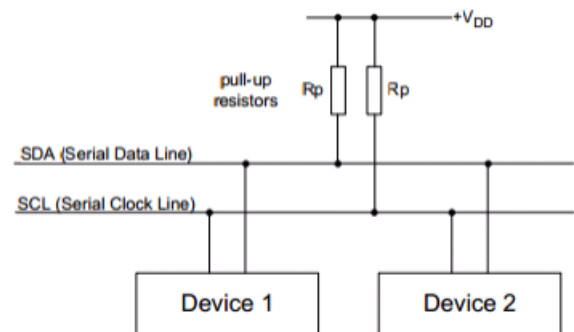 +VDD
pull-up
resistors
Rp
Rp
SDA (Serial Data Line)
SCL (Serial Clock Line)
Device 1
Device 2